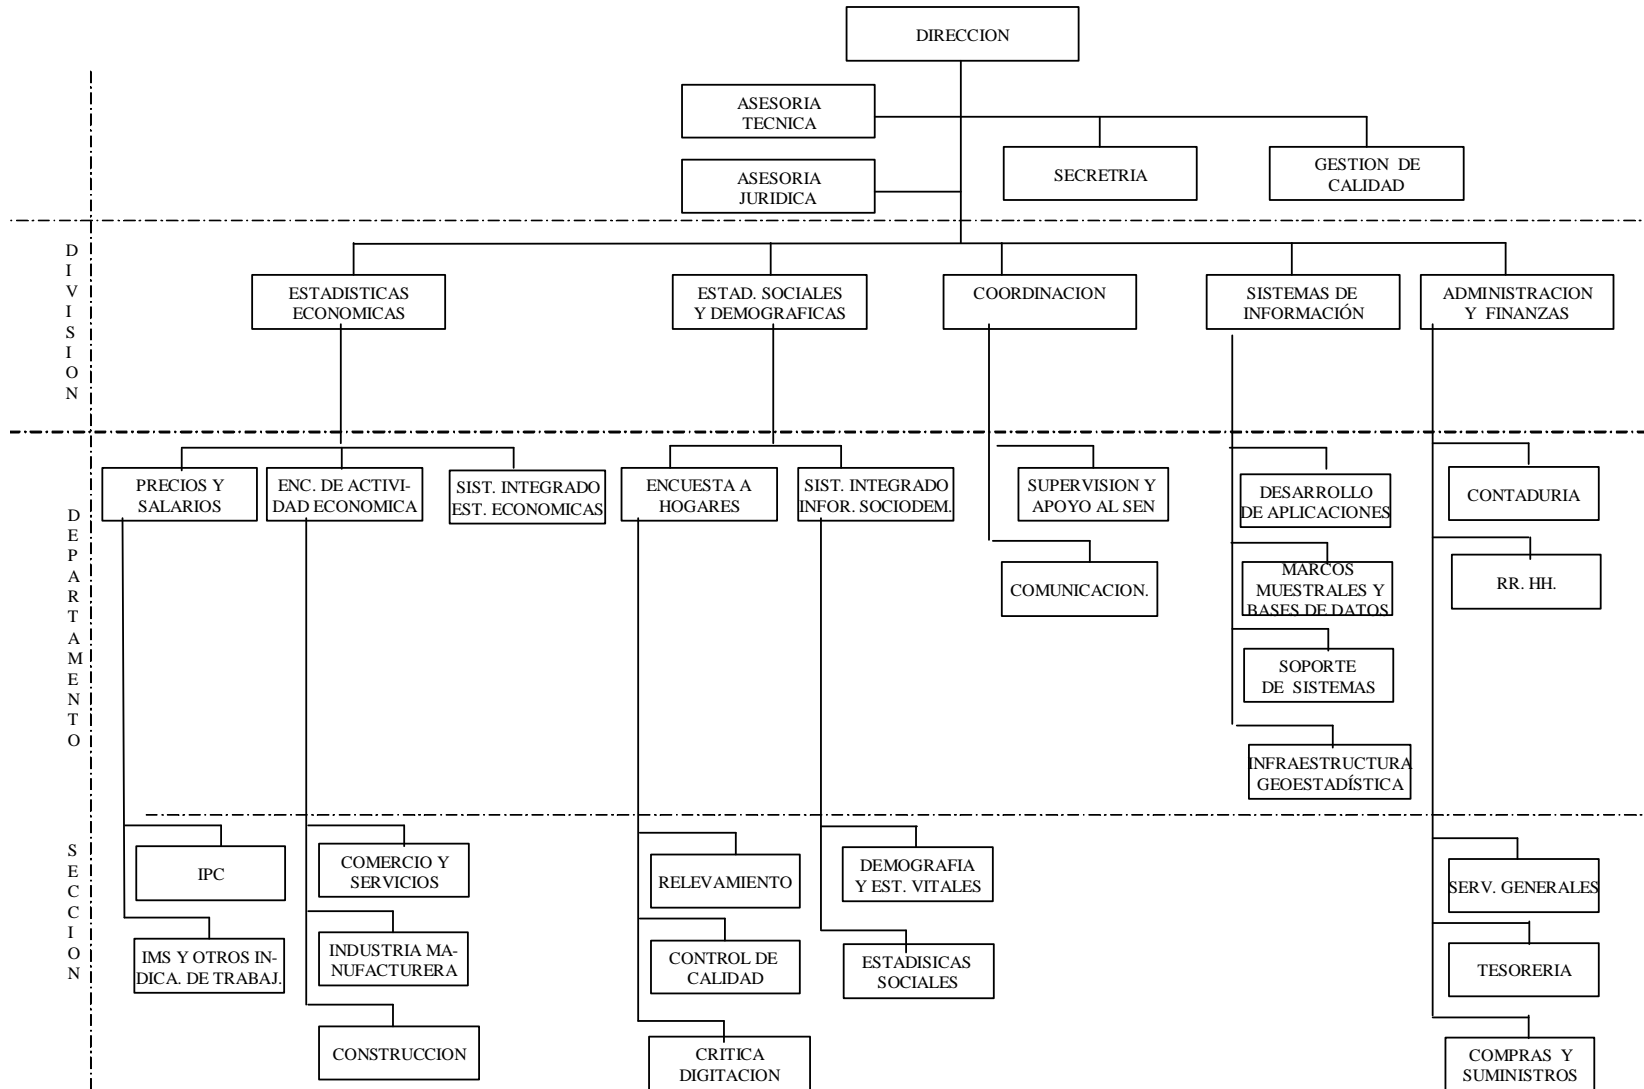 DIRECCION
ASESORIA
TECNICA
ASESORIA
JURIDICA
SECRETRIA
GESTION DE
CALIDAD
DIVISION
ESTADISTICAS
ECONOMICAS
ESTAD. SOCIALES
Y DEMOGRAFICAS
COORDINACION
SISTEMAS DE
INFORMACIÓN
ADMINISTRACION
Y FINANZAS
DEPARTAMENTO
PRECIOS Y
SALARIOS
ENC. DE ACTIVI-
DAD ECONOMICA
SIST. INTEGRADO
EST. ECONOMICAS
ENCUESTA A
HOGARES
SIST. INTEGRADO
INFOR. SOCIODEM.
SUPERVISION Y
APOYO AL SEN
COMUNICACION.
DESARROLLO
DE APLICACIONES
MARCOS
MUESTRALES Y
BASES DE DATOS
SOPORTE
DE SISTEMAS
INFRAESTRUCTURA
GEOESTADÍSTICA
CONTADURIA
RR. HH.
SECCION
IPC
IMS Y OTROS IN-
DICA. DE TRABAJ.
COMERCIO Y
SERVICIOS
INDUSTRIA MA-
NUFACTURERA
CONSTRUCCION
RELEVAMIENTO
CONTROL DE
CALIDAD
CRITICA
DIGITACION
DEMOGRAFIA
Y EST. VITALES
ESTADISICAS
SOCIALES
SERV. GENERALES
TESORERIA
COMPRAS Y
SUMINISTROS